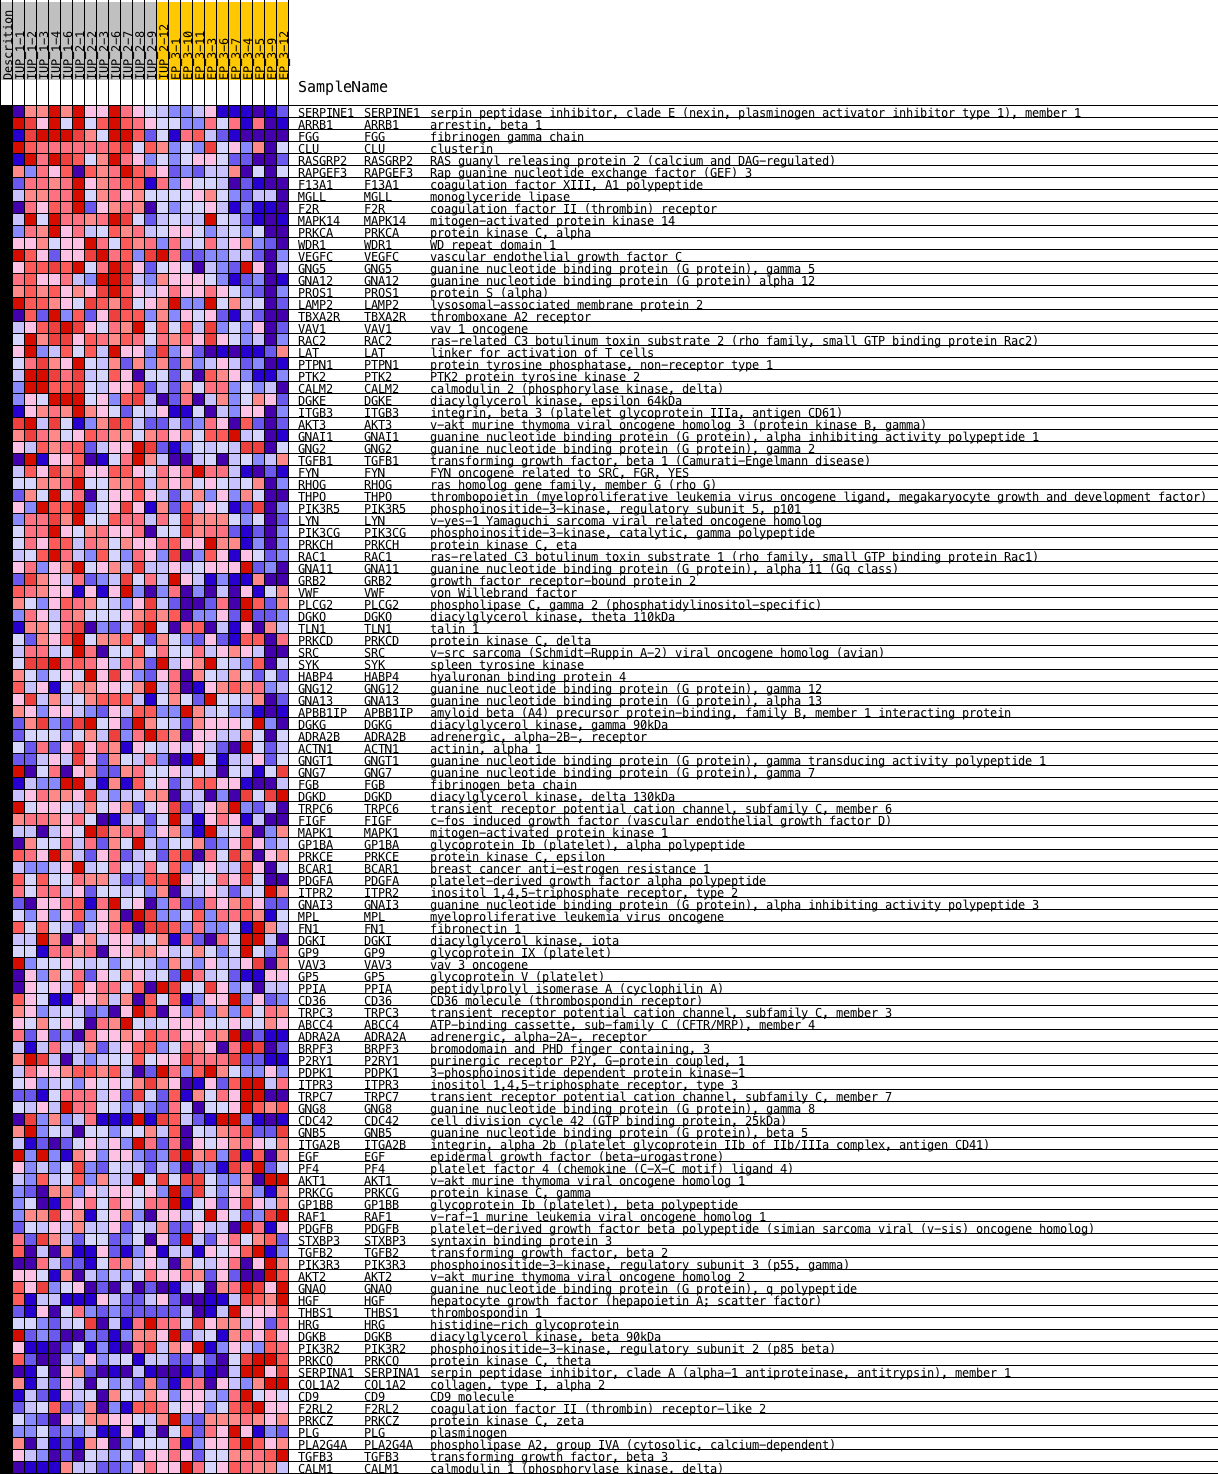 Descrition
IUP_1-1
IUP_1-2
IUP_1-3
IUP_1-4
IUP_1-6
IUP_2-1
IUP_2-2
IUP_2-3
IUP_2-6
IUP_2-7
IUP_2-8
IUP_2-9
IUP_2-12
EP_3-1
EP_3-10
EP_3-11
EP_3-3
EP_3-6
EP_3-7
EP_3-4
EP_3-5
EP_3-9
EP_3-12
SampleName
SERPINE1 SERPINE1 serpin peptidase inhibitor, clade E (nexin, plasminogen activator inhibitor type 1), member 1
ARRB1 ARRB1 arrestin, beta 1
FGG FGG fibrinogen gamma chain
CLU CLU clusterin
RASGRP2 RASGRP2 RAS guanyl releasing protein 2 (calcium and DAG-regulated)
RAPGEF3 RAPGEF3 Rap guanine nucleotide exchange factor (GEF) 3
F13A1 F13A1 coagulation factor XIII, A1 polypeptide
MGLL MGLL monoglyceride lipase
F2R F2R coagulation factor II (thrombin) receptor
MAPK14 MAPK14 mitogen-activated protein kinase 14
PRKCA PRKCA protein kinase C, alpha
WDR1 WDR1 WD repeat domain 1
VEGFC VEGFC vascular endothelial growth factor C
GNG5 GNG5 guanine nucleotide binding protein (G protein), gamma 5
GNA12 GNA12 guanine nucleotide binding protein (G protein) alpha 12
PROS1 PROS1 protein S (alpha)
LAMP2 LAMP2 lysosomal-associated membrane protein 2
TBXA2R TBXA2R thromboxane A2 receptor
VAV1 VAV1 vav 1 oncogene
RAC2 RAC2 ras-related C3 botulinum toxin substrate 2 (rho family, small GTP binding protein Rac2)
LAT LAT linker for activation of T cells
PTPN1 PTPN1 protein tyrosine phosphatase, non-receptor type 1
PTK2 PTK2 PTK2 protein tyrosine kinase 2
CALM2 CALM2 calmodulin 2 (phosphorylase kinase, delta)
DGKE DGKE diacylglycerol kinase, epsilon 64kDa
ITGB3 ITGB3 integrin, beta 3 (platelet glycoprotein IIIa, antigen CD61)
AKT3 AKT3 v-akt murine thymoma viral oncogene homolog 3 (protein kinase B, gamma)
GNAI1 GNAI1 guanine nucleotide binding protein (G protein), alpha inhibiting activity polypeptide 1
GNG2 GNG2 guanine nucleotide binding protein (G protein), gamma 2
TGFB1 TGFB1 transforming growth factor, beta 1 (Camurati-Engelmann disease)
FYN FYN FYN oncogene related to SRC, FGR, YES
RHOG RHOG ras homolog gene family, member G (rho G)
THPO THPO thrombopoietin (myeloproliferative leukemia virus oncogene ligand, megakaryocyte growth and development factor)
PIK3R5 PIK3R5 phosphoinositide-3-kinase, regulatory subunit 5, p101
LYN LYN v-yes-1 Yamaguchi sarcoma viral related oncogene homolog
PIK3CG PIK3CG phosphoinositide-3-kinase, catalytic, gamma polypeptide
PRKCH PRKCH protein kinase C, eta
RAC1 RAC1 ras-related C3 botulinum toxin substrate 1 (rho family, small GTP binding protein Rac1)
GNA11 GNA11 guanine nucleotide binding protein (G protein), alpha 11 (Gq class)
GRB2 GRB2 growth factor receptor-bound protein 2
VWF VWF von Willebrand factor
PLCG2 PLCG2 phospholipase C, gamma 2 (phosphatidylinositol-specific)
DGKQ DGKQ diacylglycerol kinase, theta 110kDa
TLN1 TLN1 talin 1
PRKCD PRKCD protein kinase C, delta
SRC SRC v-src sarcoma (Schmidt-Ruppin A-2) viral oncogene homolog (avian)
SYK SYK spleen tyrosine kinase
HABP4 HABP4 hyaluronan binding protein 4
GNG12 GNG12 guanine nucleotide binding protein (G protein), gamma 12
GNA13 GNA13 guanine nucleotide binding protein (G protein), alpha 13
APBB1IP APBB1IP amyloid beta (A4) precursor protein-binding, family B, member 1 interacting protein
DGKG DGKG diacylglycerol kinase, gamma 90kDa
ADRA2B ADRA2B adrenergic, alpha-2B-, receptor
ACTN1 ACTN1 actinin, alpha 1
GNGT1 GNGT1 guanine nucleotide binding protein (G protein), gamma transducing activity polypeptide 1
GNG7 GNG7 guanine nucleotide binding protein (G protein), gamma 7
FGB FGB fibrinogen beta chain
DGKD DGKD diacylglycerol kinase, delta 130kDa
TRPC6 TRPC6 transient receptor potential cation channel, subfamily C, member 6
FIGF FIGF c-fos induced growth factor (vascular endothelial growth factor D)
MAPK1 MAPK1 mitogen-activated protein kinase 1
GP1BA GP1BA glycoprotein Ib (platelet), alpha polypeptide
PRKCE PRKCE protein kinase C, epsilon
BCAR1 BCAR1 breast cancer anti-estrogen resistance 1
PDGFA PDGFA platelet-derived growth factor alpha polypeptide
ITPR2 ITPR2 inositol 1,4,5-triphosphate receptor, type 2
GNAI3 GNAI3 guanine nucleotide binding protein (G protein), alpha inhibiting activity polypeptide 3
MPL MPL myeloproliferative leukemia virus oncogene
FN1 FN1 fibronectin 1
DGKI DGKI diacylglycerol kinase, iota
GP9 GP9 glycoprotein IX (platelet)
VAV3 VAV3 vav 3 oncogene
GP5 GP5 glycoprotein V (platelet)
PPIA PPIA peptidylprolyl isomerase A (cyclophilin A)
CD36 CD36 CD36 molecule (thrombospondin receptor)
TRPC3 TRPC3 transient receptor potential cation channel, subfamily C, member 3
ABCC4 ABCC4 ATP-binding cassette, sub-family C (CFTR/MRP), member 4
ADRA2A ADRA2A adrenergic, alpha-2A-, receptor
BRPF3 BRPF3 bromodomain and PHD finger containing, 3
P2RY1 P2RY1 purinergic receptor P2Y, G-protein coupled, 1
PDPK1 PDPK1 3-phosphoinositide dependent protein kinase-1
ITPR3 ITPR3 inositol 1,4,5-triphosphate receptor, type 3
TRPC7 TRPC7 transient receptor potential cation channel, subfamily C, member 7
GNG8 GNG8 guanine nucleotide binding protein (G protein), gamma 8
CDC42 CDC42 cell division cycle 42 (GTP binding protein, 25kDa)
GNB5 GNB5 guanine nucleotide binding protein (G protein), beta 5
ITGA2B ITGA2B integrin, alpha 2b (platelet glycoprotein IIb of IIb/IIIa complex, antigen CD41)
EGF EGF epidermal growth factor (beta-urogastrone)
PF4 PF4 platelet factor 4 (chemokine (C-X-C motif) ligand 4)
AKT1 AKT1 v-akt murine thymoma viral oncogene homolog 1
PRKCG PRKCG protein kinase C, gamma
GP1BB GP1BB glycoprotein Ib (platelet), beta polypeptide
RAF1 RAF1 v-raf-1 murine leukemia viral oncogene homolog 1
PDGFB PDGFB platelet-derived growth factor beta polypeptide (simian sarcoma viral (v-sis) oncogene homolog)
STXBP3 STXBP3 syntaxin binding protein 3
TGFB2 TGFB2 transforming growth factor, beta 2
PIK3R3 PIK3R3 phosphoinositide-3-kinase, regulatory subunit 3 (p55, gamma)
AKT2 AKT2 v-akt murine thymoma viral oncogene homolog 2
GNAQ GNAQ guanine nucleotide binding protein (G protein), q polypeptide
HGF HGF hepatocyte growth factor (hepapoietin A; scatter factor)
THBS1 THBS1 thrombospondin 1
HRG HRG histidine-rich glycoprotein
DGKB DGKB diacylglycerol kinase, beta 90kDa
PIK3R2 PIK3R2 phosphoinositide-3-kinase, regulatory subunit 2 (p85 beta)
PRKCQ PRKCQ protein kinase C, theta
SERPINA1 SERPINA1 serpin peptidase inhibitor, clade A (alpha-1 antiproteinase, antitrypsin), member 1
COL1A2 COL1A2 collagen, type I, alpha 2
CD9 CD9 CD9 molecule
F2RL2 F2RL2 coagulation factor II (thrombin) receptor-like 2
PRKCZ PRKCZ protein kinase C, zeta
PLG PLG plasminogen
PLA2G4A PLA2G4A phospholipase A2, group IVA (cytosolic, calcium-dependent)
TGFB3 TGFB3 transforming growth factor, beta 3
CALM1 CALM1 calmodulin 1 (phosphorylase kinase, delta)